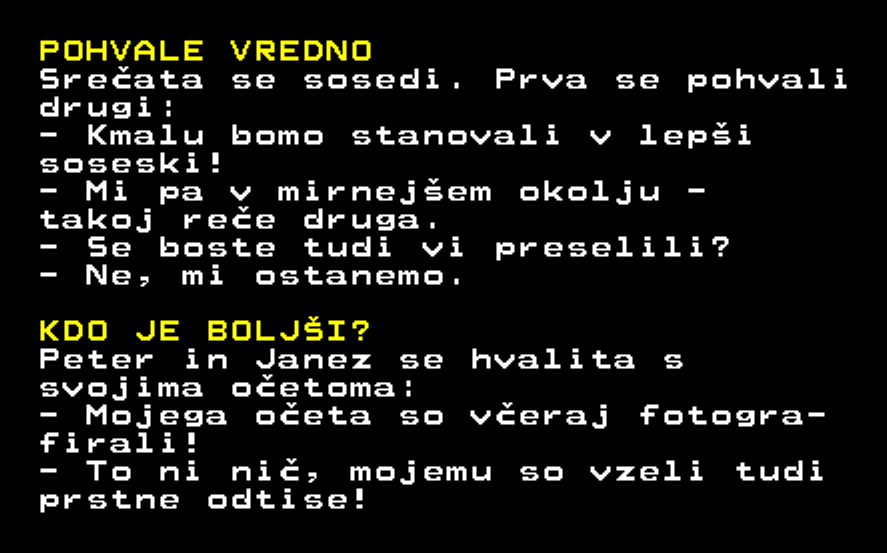 POHVALE VREDNO
Srečata se sosedi. Prva se pohvali
drugi:
- Kmalu bomo stanovali v lepši
soseski!
- Mi pa v mirnejšem okolju -
takoj reče druga.
- Se boste tudi vi preselili?
- Ne, mi ostanemo.
KDO JE BOLJŠI?
Peter in Janez se hvalita s
svojima očetoma:
- Mojega očeta so včeraj fotogra-
firali!
- To ni nič, mojemu so vzeli tudi
prstne odtise!